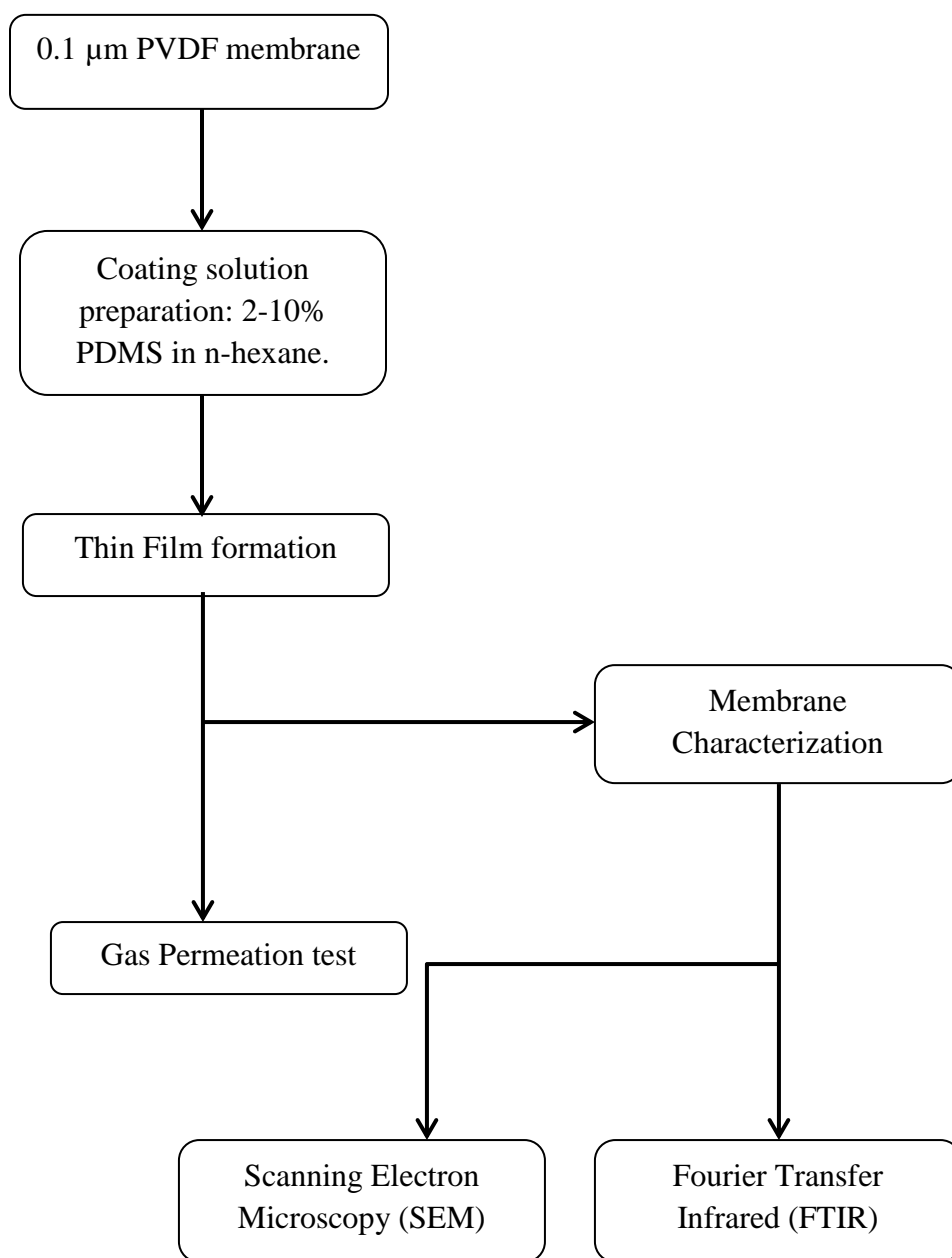 0.1 µm PVDF membrane
Coating solution
preparation: 2-10%
PDMS in n-hexane.
Thin Film formation
Membrane
Characterization
Gas Permeation test
Scanning Electron
Microscopy (SEM)
Fourier Transfer
Infrared (FTIR)